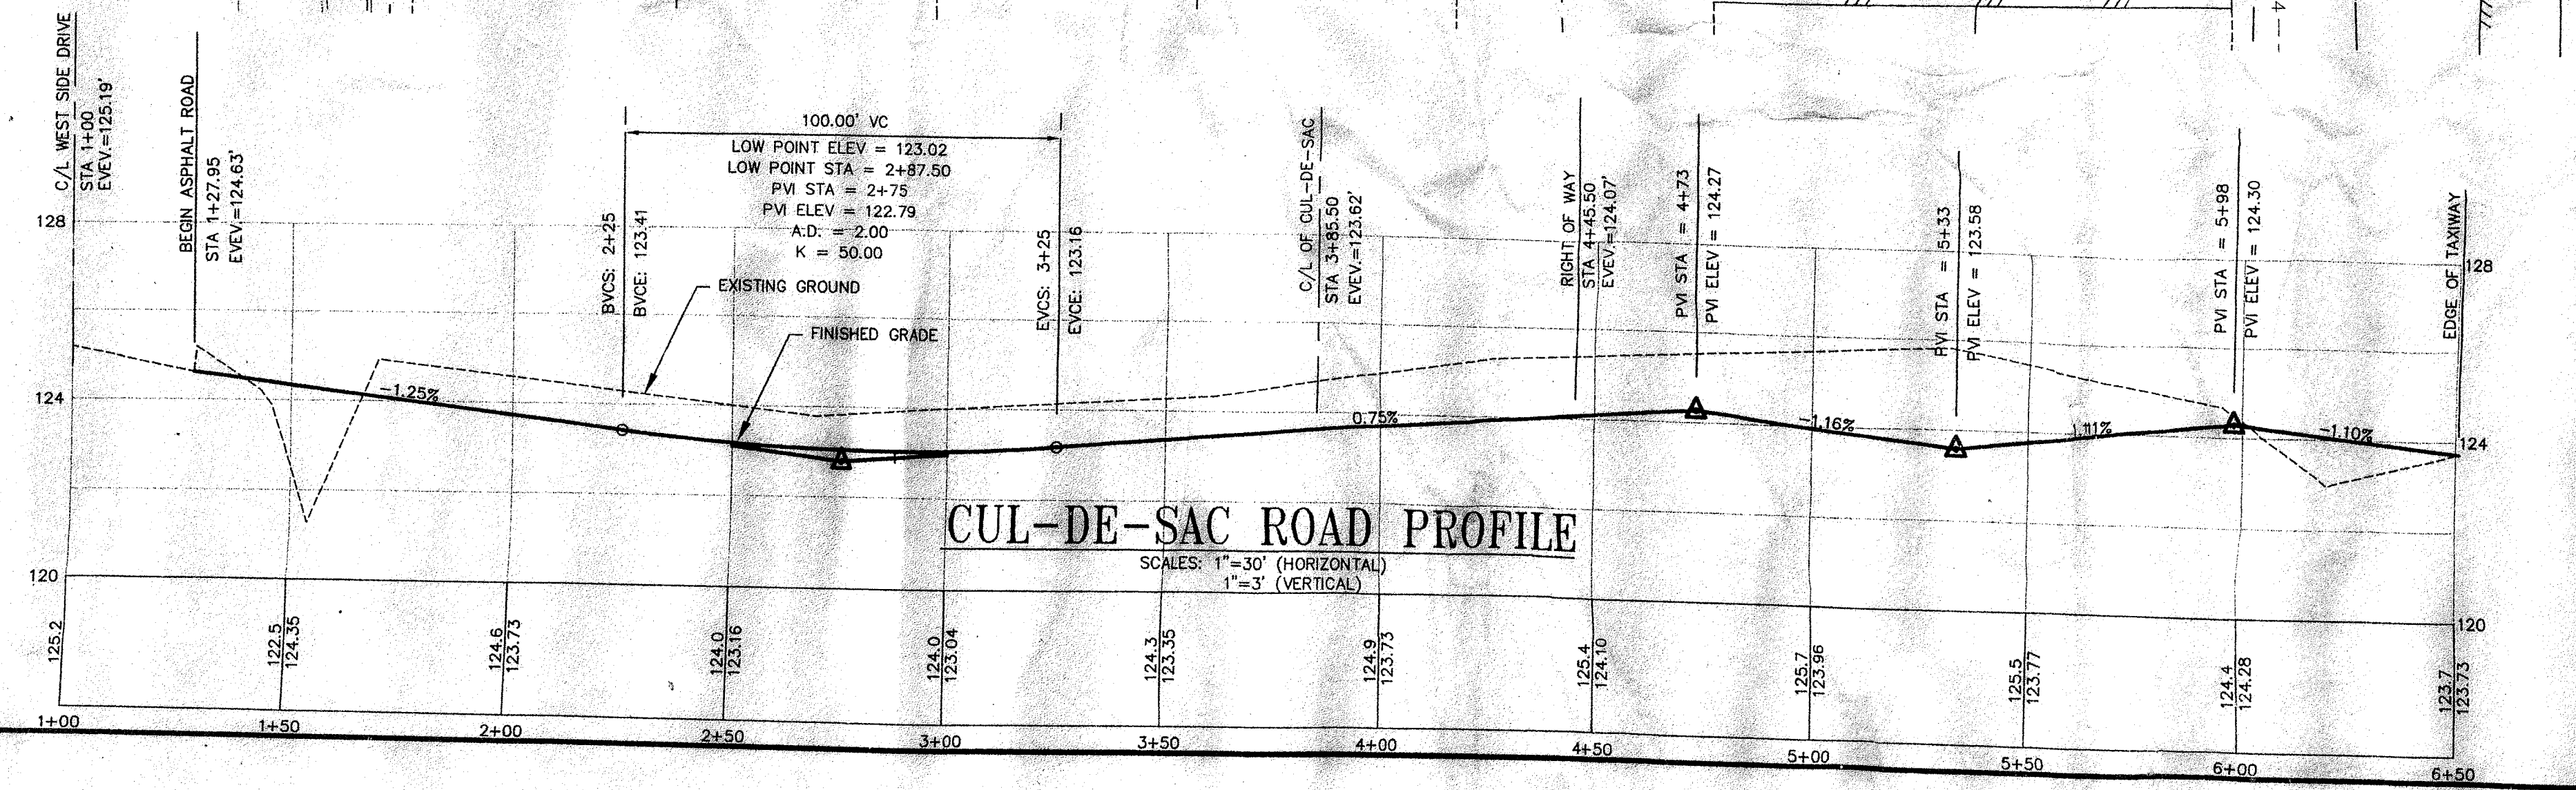 C/L WEST SIDE DRIVE
STA 1+00
EVEV.=125.19'
BEGIN ASPHALT ROAD
STA 1+27.95
EVEV.=124.63'
100.00' VC
LOW POINT ELEV = 123.02
LOW POINT STA = 2+87.50
PVI STA = 2+75
PVI ELEV = 122.79
A.D. = 2.00
K = 50.00
BVCS: 2+25
BVCE: 123.41
EVCS: 3+25
EVCE: 123.16
EXISTING GROUND
FINISHED GRADE
C/L OF CUL-DE-SAC
STA 3+85.50
EVEV.=123.62'
RIGHT OF WAY
STA 4+45.50
EVEV.=124.07'
PVI STA = 4+73
PVI ELEV = 124.27
PVI STA = 5+33
PVI ELEV = 123.58
PVI STA = 5+98
PVI ELEV = 124.30
EDGE OF TAXIWAY
128
128
124
124
120
120
-1.25%
0.75%
-1.16%
1.11%
-1.10%
CUL-DE-SAC ROAD PROFILE
SCALES: 1"=30' (HORIZONTAL)
1"=3' (VERTICAL)
125.2
122.5
124.35
124.6
123.73
124.0
123.16
124.0
123.04
124.3
123.35
124.9
123.73
125.4
124.10
125.7
123.96
125.5
123.77
124.4
124.28
123.7
123.73
1+00
1+50
2+00
2+50
3+00
3+50
4+00
4+50
5+00
5+50
6+00
6+50